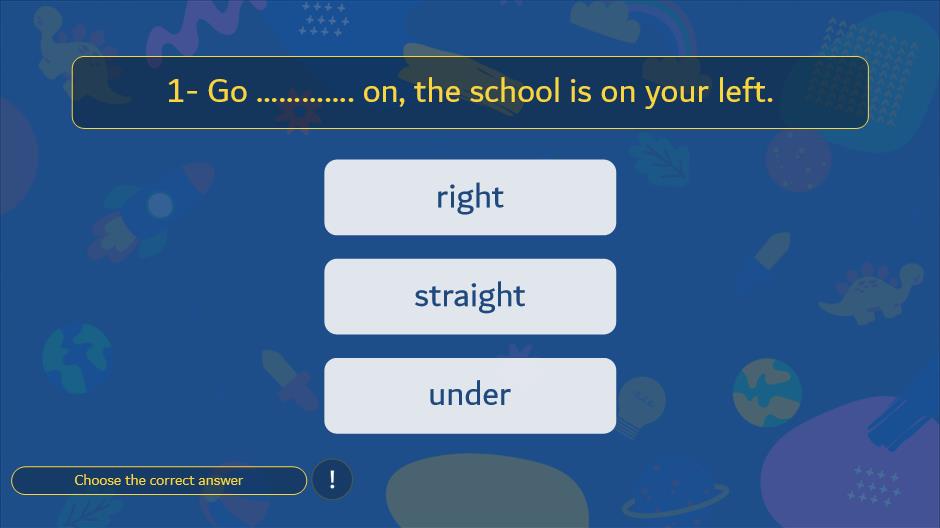 1- Go ............. on, the school is on your left.
right
straight
under
Choose the correct answer
!